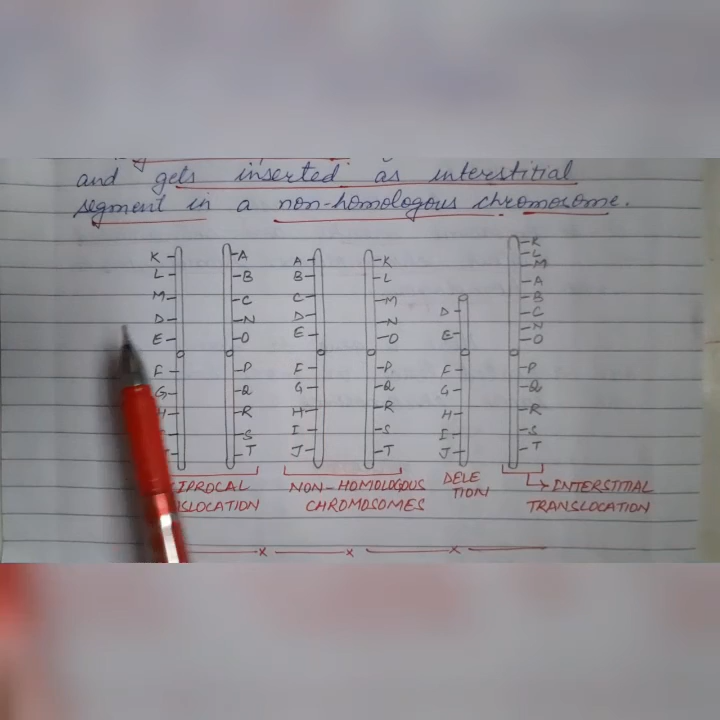 and gets inserted as interstitial
segment in a non-homologous chromosome.
K A A K K
L B B L L
M C C M M
D N D N D A
E O E O E B
C
N
O
F P F P F P
G Q G Q G Q
H R H R H R
S I S I S
T J T J T
NON-HOMOLOGOUS
CHROMOSOMES
DELE
TION
INTERSTITIAL
TRANSLOCATION